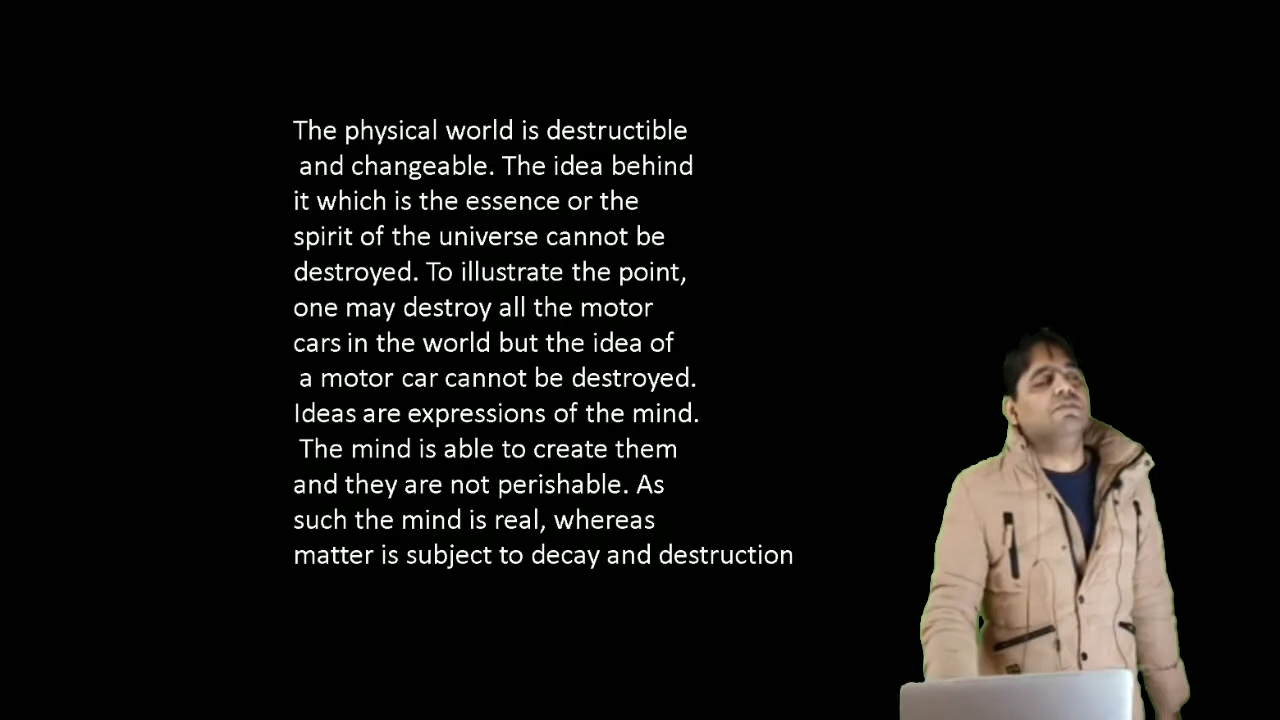 The physical world is destructible
and changeable. The idea behind
it which is the essence or the
spirit of the universe cannot be
destroyed. To illustrate the point,
one may destroy all the motor
cars in the world but the idea of
a motor car cannot be destroyed.
Ideas are expressions of the mind.
The mind is able to create them
and they are not perishable. As
such the mind is real, whereas
matter is subject to decay and destruction